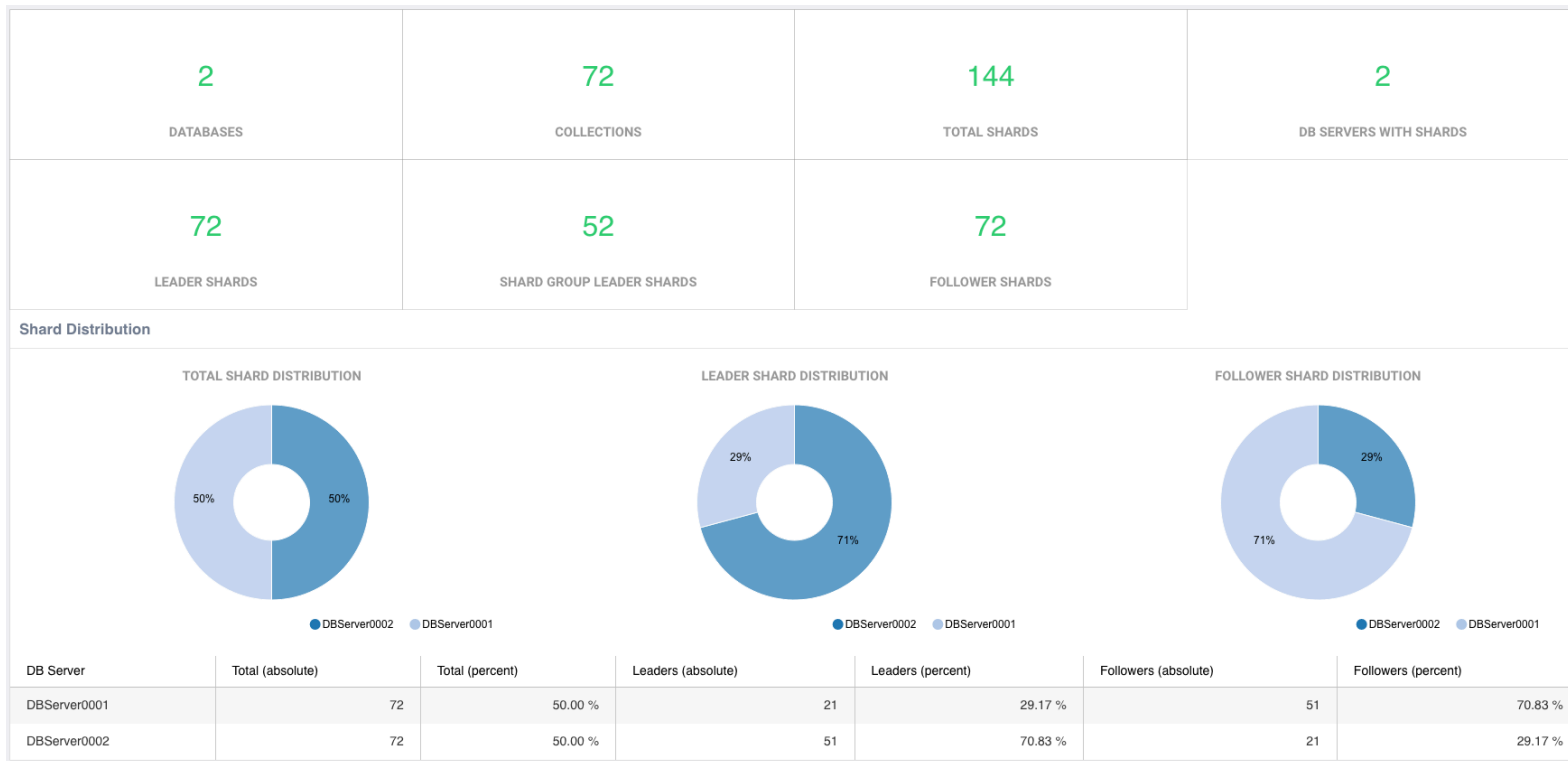 2 72 144 2
DATABASES COLLECTIONS TOTAL SHARDS DB SERVERS WITH SHARDS
72 52 72
LEADER SHARDS SHARD GROUP LEADER SHARDS FOLLOWER SHARDS
Shard Distribution
TOTAL SHARD DISTRIBUTION LEADER SHARD DISTRIBUTION FOLLOWER SHARD DISTRIBUTION
29% 29%
50% 50%
71% 71%
DBServer0002 DBServer0001 DBServer0002 DBServer0001 DBServer0002 DBServer0001
DB Server Total (absolute) Total (percent) Leaders (absolute) Leaders (percent) Followers (absolute) Followers (percent)
DBServer0001 72 50.00 % 21 29.17 % 51 70.83 %
DBServer0002 72 50.00 % 51 70.83 % 21 29.17 %